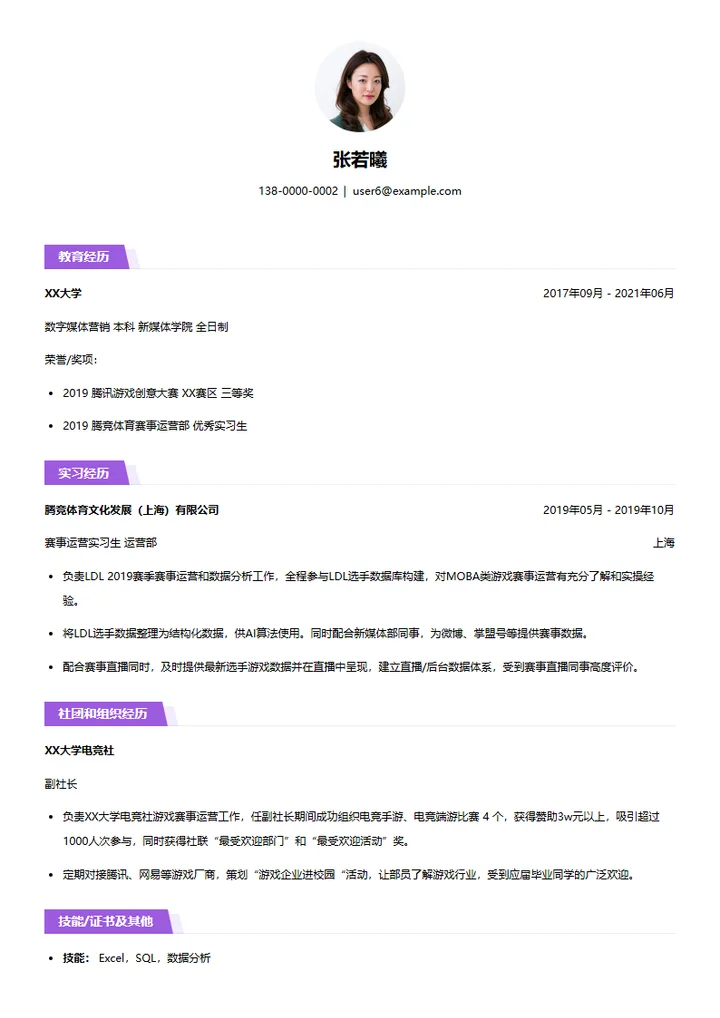 张若曦
138-0000-0002 | user6@example.com
教育经历
XX大学 2017年09月 - 2021年06月
数字媒体营销 本科 新媒体学院 全日制
荣誉/奖项：
• 2019 腾讯游戏创意大赛 XX赛区 三等奖
• 2019 腾竞体育赛事运营部 优秀实习生
实习经历
腾竞体育文化发展（上海）有限公司 2019年05月 - 2019年10月
赛事运营实习生 运营部 上海
• 负责LDL 2019赛季赛事运营和数据分析工作，全程参与LDL选手数据库构建，对MOBA类游戏赛事运营有充分了解和实操经
验。
• 将LDL选手数据整理为结构化数据，供AI算法使用。同时配合新媒体部同事，为微博、掌盟号等提供赛事数据。
• 配合赛事直播同时，及时提供最新选手游戏数据并在直播中呈现，建立直播/后台数据体系，受到赛事直播同事高度评价。
社团和组织经历
XX大学电竞社
副社长
• 负责XX大学电竞社游戏赛事运营工作，任副社长期间成功组织电竞手游、电竞端游比赛 4 个，获得赞助3w元以上，吸引超过
1000人次参与，同时获得社联“最受欢迎部门”和“最受欢迎活动”奖。
• 定期对接腾讯、网易等游戏厂商，策划“游戏企业进校园“活动，让部员了解游戏行业，受到应届毕业同学的广泛欢迎。
技能/证书及其他
• 技能： Excel，SQL，数据分析